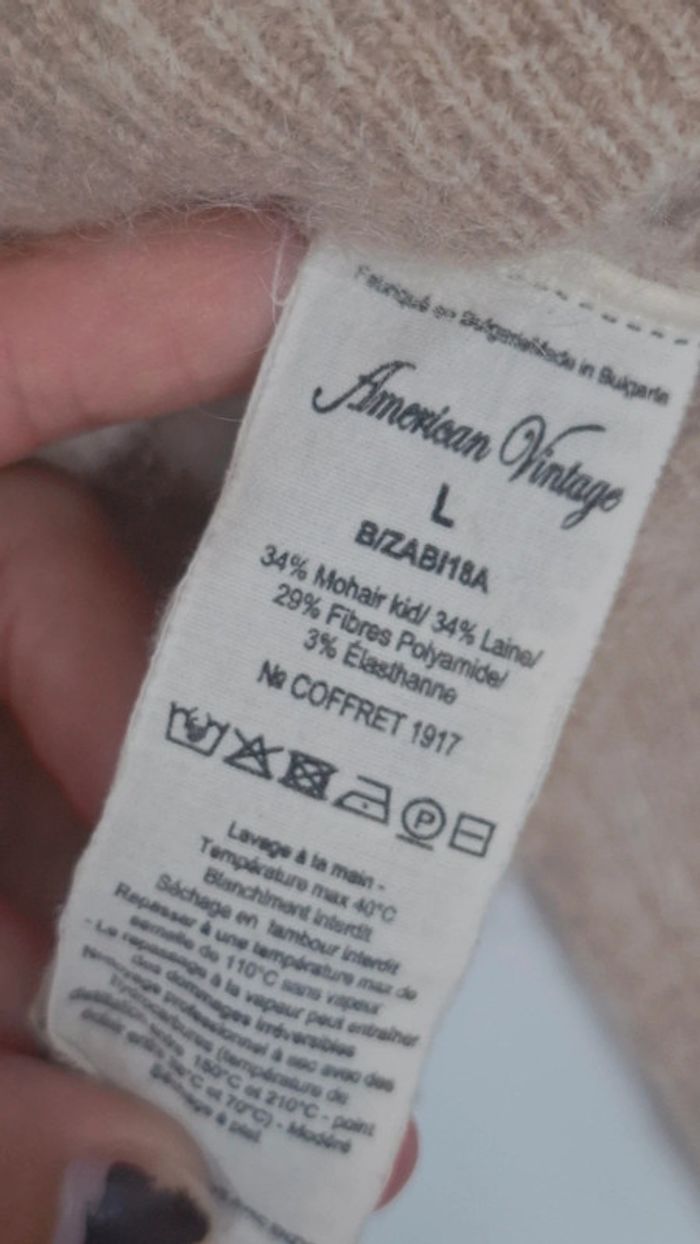 Fabriqué en Bulgarie/Made in Bulgaria
American Vintage
L
B/ZABI18A
34% Mohair kid/ 34% Laine/
29% Fibres Polyamide/
3% Élasthanne
№ COFFRET 1917
P
Lavage à la main -
Température max 40°C
Blanchiment interdit
Séchage en tambour interdit
Repasser à une température max de
semelle de 110°C sans vapeur
- Le repassage à la vapeur peut entraîner
des dommages irréversibles
Nettoyage professionnel à sec avec des
hydrocarbures (température de
distillation entre 150°C et 210°C - point
et 70°C) - Modéré
Séchage à plat